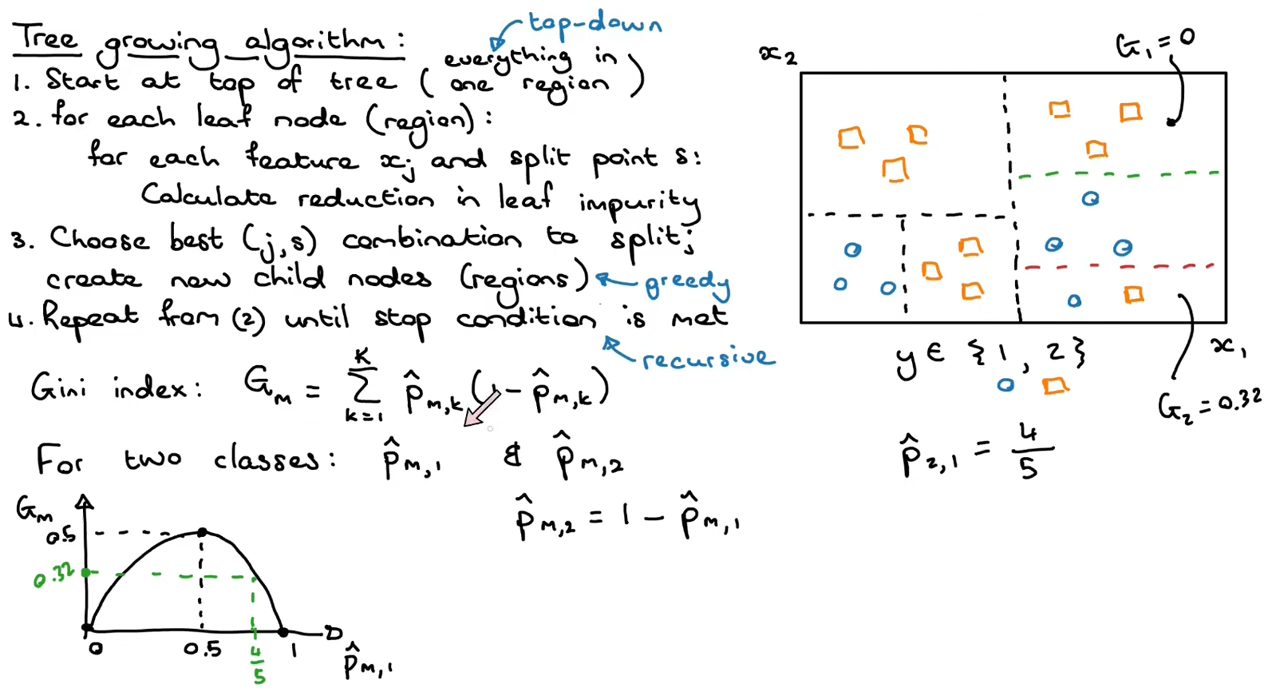 top-down
Tree growing algorithm:
1. Start at top of tree (everything in one region)
2. for each leaf node (region):
for each feature xⱼ and split point s:
Calculate reduction in leaf impurity
3. Choose best (j,s) combination to split;
create new child nodes (regions) greedy
4. Repeat from (2) until stop condition is met
recursive
Gini index: G_m = Σ_{k=1}^{K} p̂_{m,k} (1 - p̂_{m,k})
For two classes: p̂_{m,1} & p̂_{m,2}
p̂_{m,2} = 1 - p̂_{m,1}
G_m
0.5
0.32
0 0.5 4/5 1 p̂_{m,1}
x₂ G₁=0
y ∈ {1, 2} x₁
G₂=0.32
p̂_{2,1} = 4/5